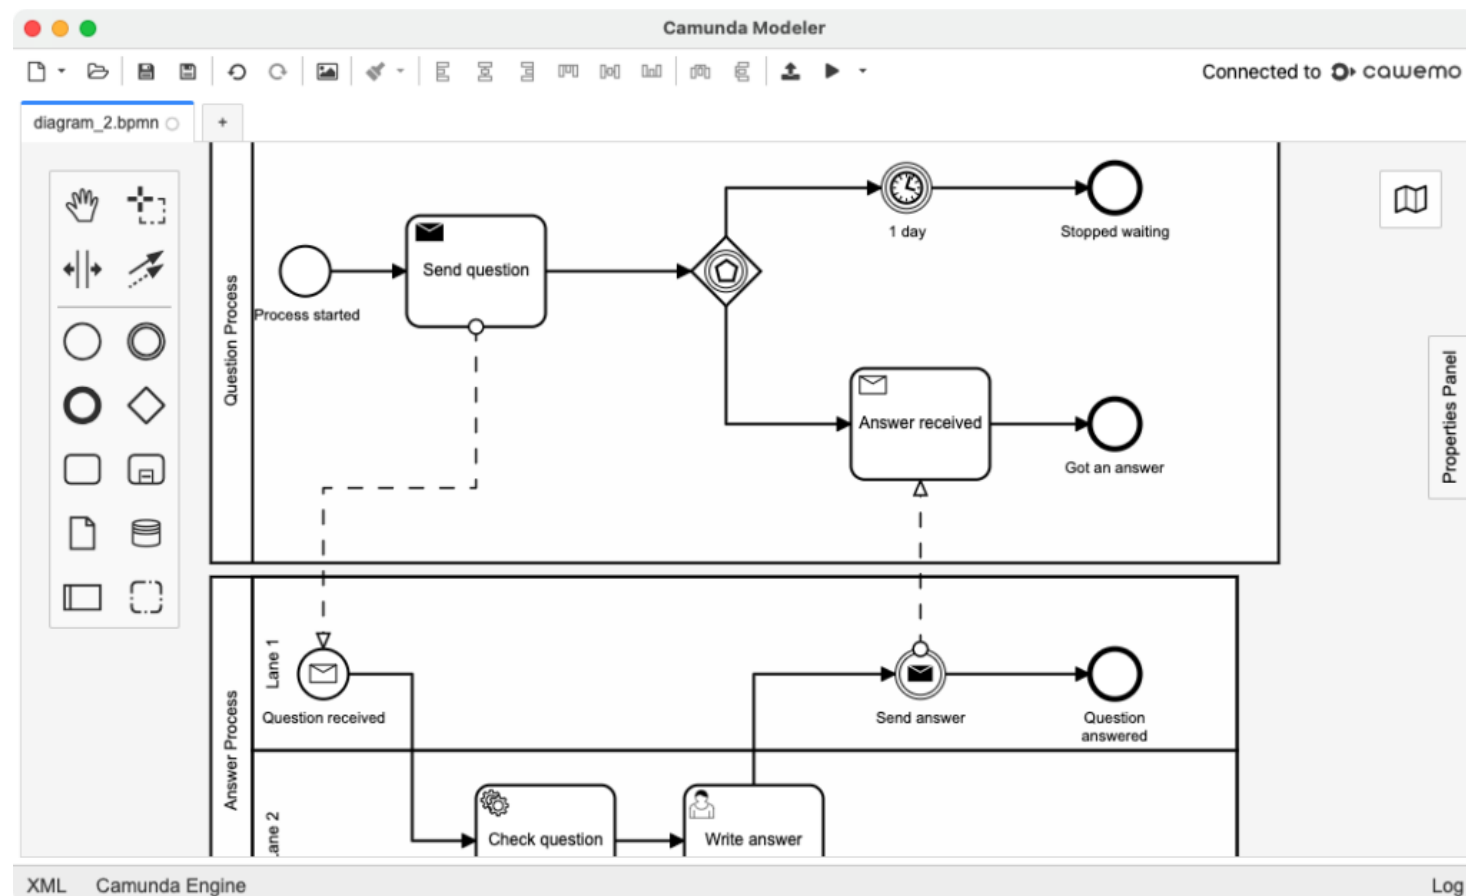 Camunda Modeler
Connected to cawemo
diagram_2.bpmn
+
1 day
Stopped waiting
Send question
Process started
Question Process
Answer received
Got an answer
Properties Panel
Lane 1
Question received
Send answer
Question
answered
Answer Process
Check question
Write answer
XML
Camunda Engine
Log